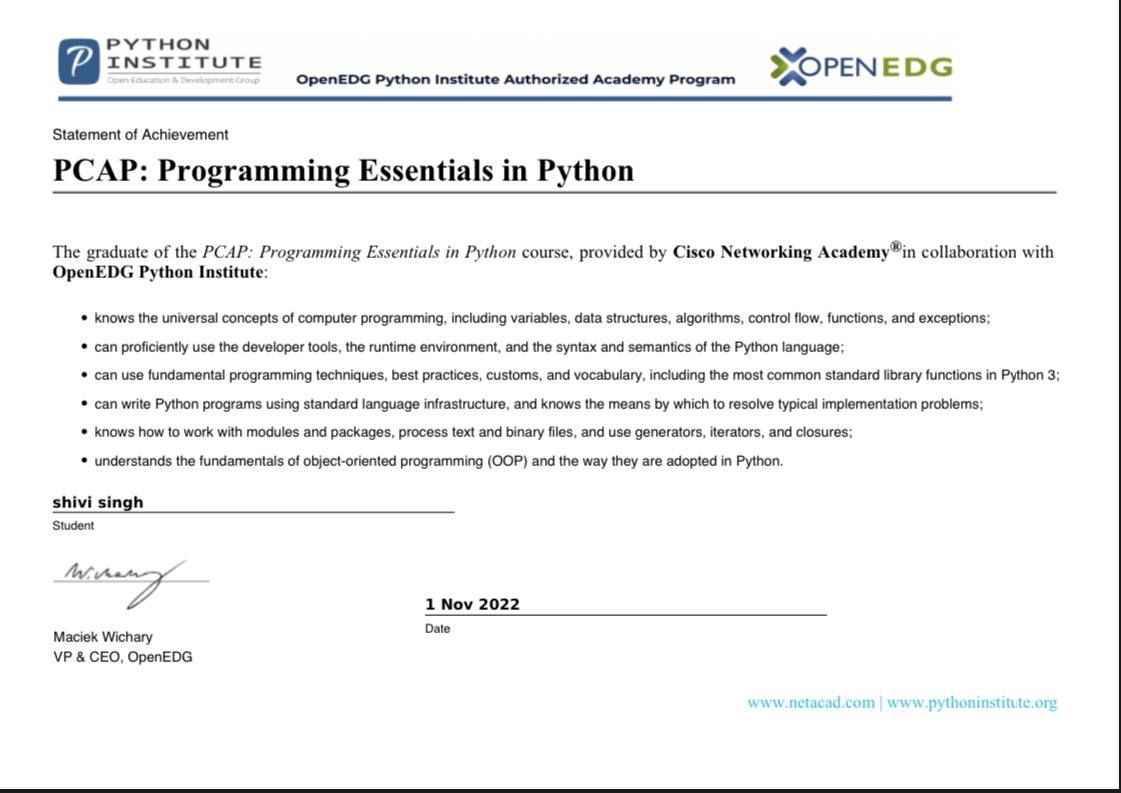 PYTHON
INSTITUTE
Open Education & Development Group
OpenEDG Python Institute Authorized Academy Program
OPENEDG
Statement of Achievement
PCAP: Programming Essentials in Python
The graduate of the PCAP: Programming Essentials in Python course, provided by Cisco Networking Academy®in collaboration with
OpenEDG Python Institute:
• knows the universal concepts of computer programming, including variables, data structures, algorithms, control flow, functions, and exceptions;
• can proficiently use the developer tools, the runtime environment, and the syntax and semantics of the Python language;
• can use fundamental programming techniques, best practices, customs, and vocabulary, including the most common standard library functions in Python 3;
• can write Python programs using standard language infrastructure, and knows the means by which to resolve typical implementation problems;
• knows how to work with modules and packages, process text and binary files, and use generators, iterators, and closures;
• understands the fundamentals of object-oriented programming (OOP) and the way they are adopted in Python.
shivi singh
Student
W.chary
1 Nov 2022
Date
Maciek Wichary
VP & CEO, OpenEDG
www.netacad.com | www.pythoninstitute.org